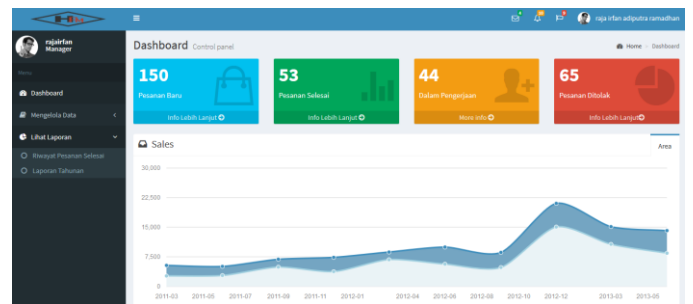 raja irfan adiputra ramadhan
rajairfan
Manager
Menu
Dashboard
Mengelola Data
Lihat Laporan
Riwayat Pesanan Selesai
Laporan Tahunan
Dashboard Control panel
Home > Dashboard
150
Pesanan Baru
Info Lebih Lanjut
53
Pesanan Selesai
Info Lebih Lanjut
44
Dalam Pengerjaan
More info
65
Pesanan Ditolak
Info Lebih Lanjut
Sales
Area
30,000
22,500
15,000
7,500
0
2011-03 2011-05 2011-07 2011-09 2011-11 2012-01 2012-04 2012-06 2012-08 2012-10 2012-12 2013-03 2013-05